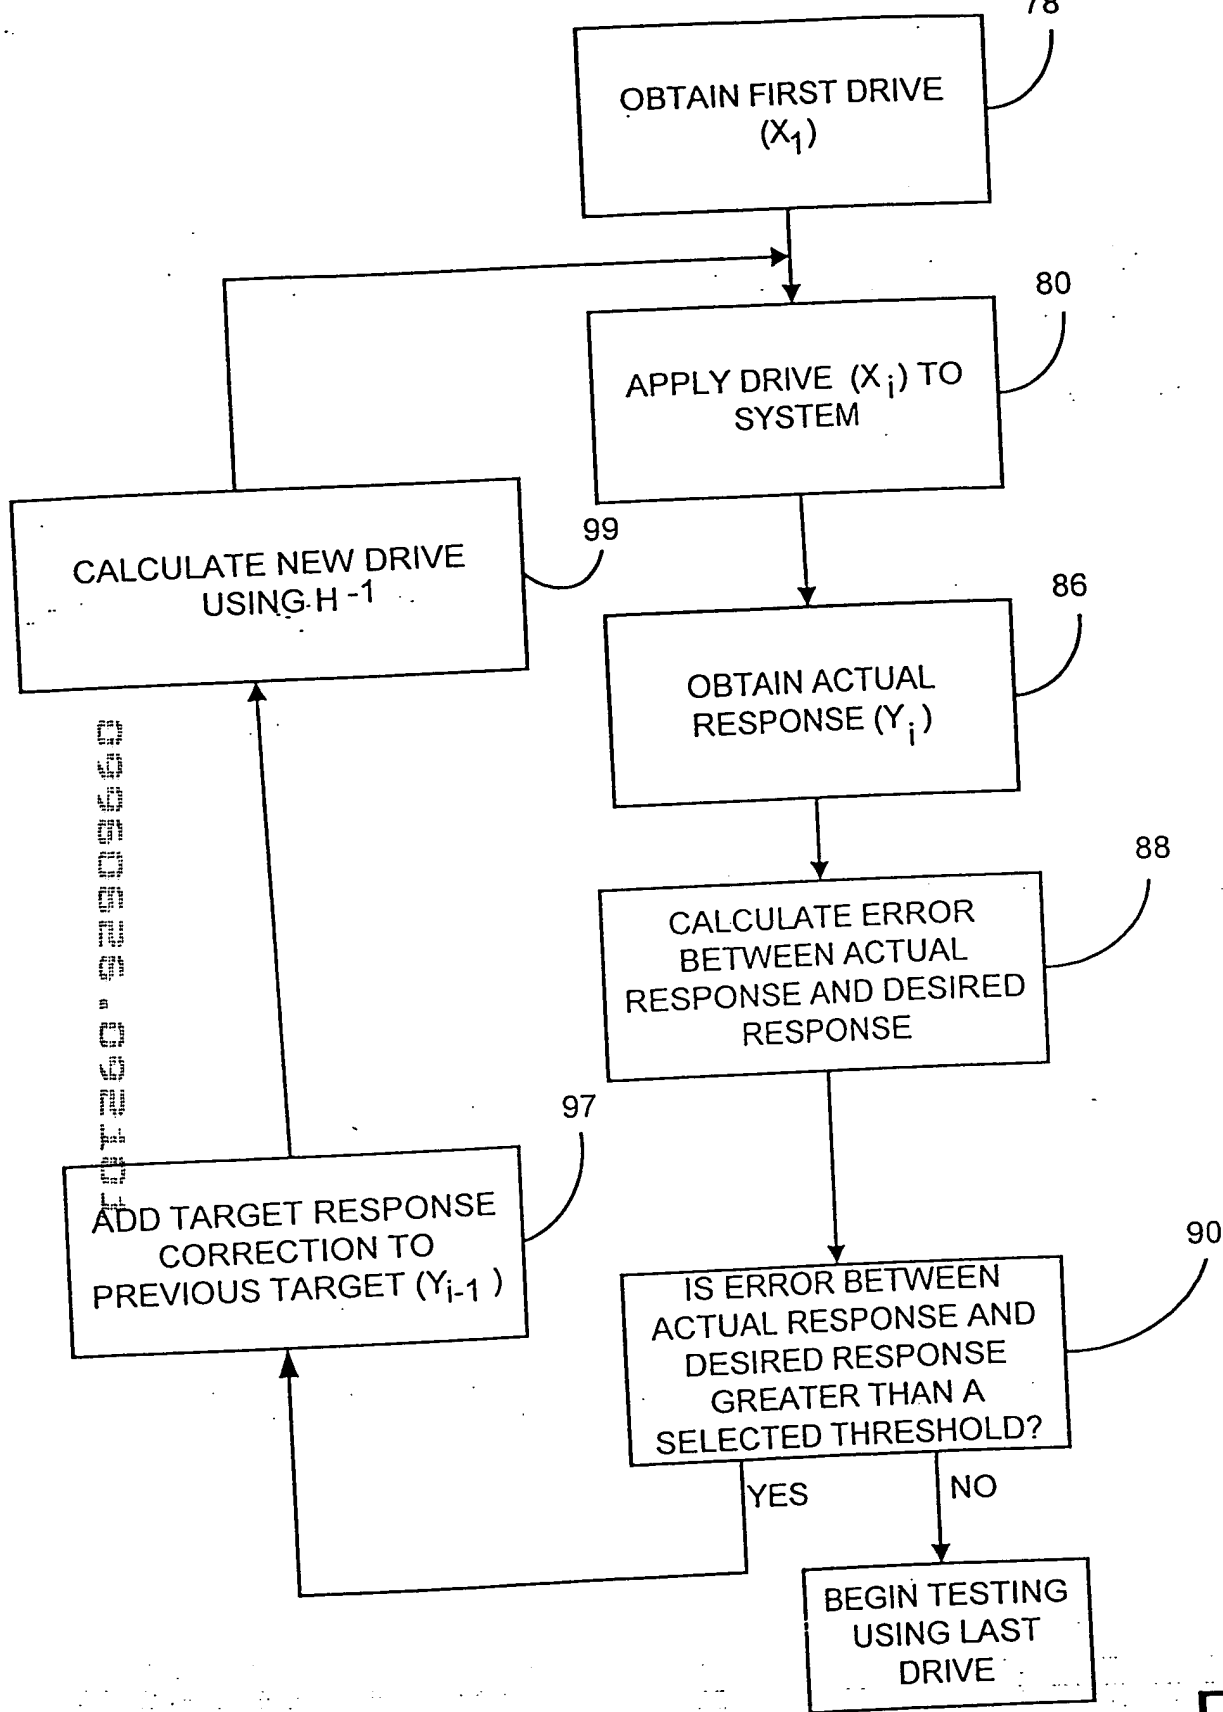 78
OBTAIN FIRST DRIVE
(X1)
80
APPLY DRIVE (Xi) TO
SYSTEM
99
CALCULATE NEW DRIVE
USING H-1
86
OBTAIN ACTUAL
RESPONSE (Yi)
88
CALCULATE ERROR
BETWEEN ACTUAL
RESPONSE AND DESIRED
RESPONSE
97
ADD TARGET RESPONSE
CORRECTION TO
PREVIOUS TARGET (Yi-1)
90
IS ERROR BETWEEN
ACTUAL RESPONSE AND
DESIRED RESPONSE
GREATER THAN A
SELECTED THRESHOLD?
YES
NO
BEGIN TESTING
USING LAST
DRIVE